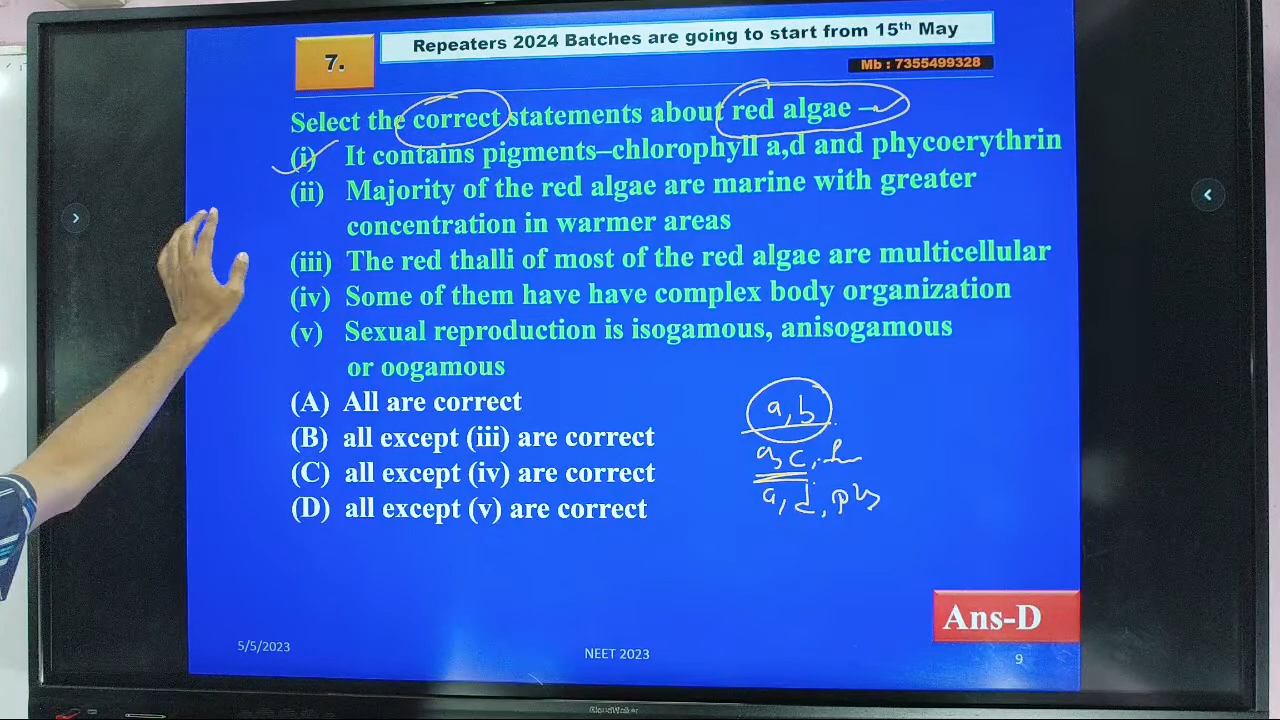 7.
Repeaters 2024 Batches are going to start from 15th May
Mb : 7355499328
Select the correct statements about red algae
(i) It contains pigments–chlorophyll a,d and phycoerythrin
(ii) Majority of the red algae are marine with greater
concentration in warmer areas
(iii) The red thalli of most of the red algae are multicellular
(iv) Some of them have have complex body organization
(v) Sexual reproduction is isogamous, anisogamous
or oogamous
(A) All are correct
(B) all except (iii) are correct
(C) all except (iv) are correct
(D) all except (v) are correct
a,b
a,c,
a,d,
Ans-D
5/5/2023
NEET 2023
9
CloudWalker